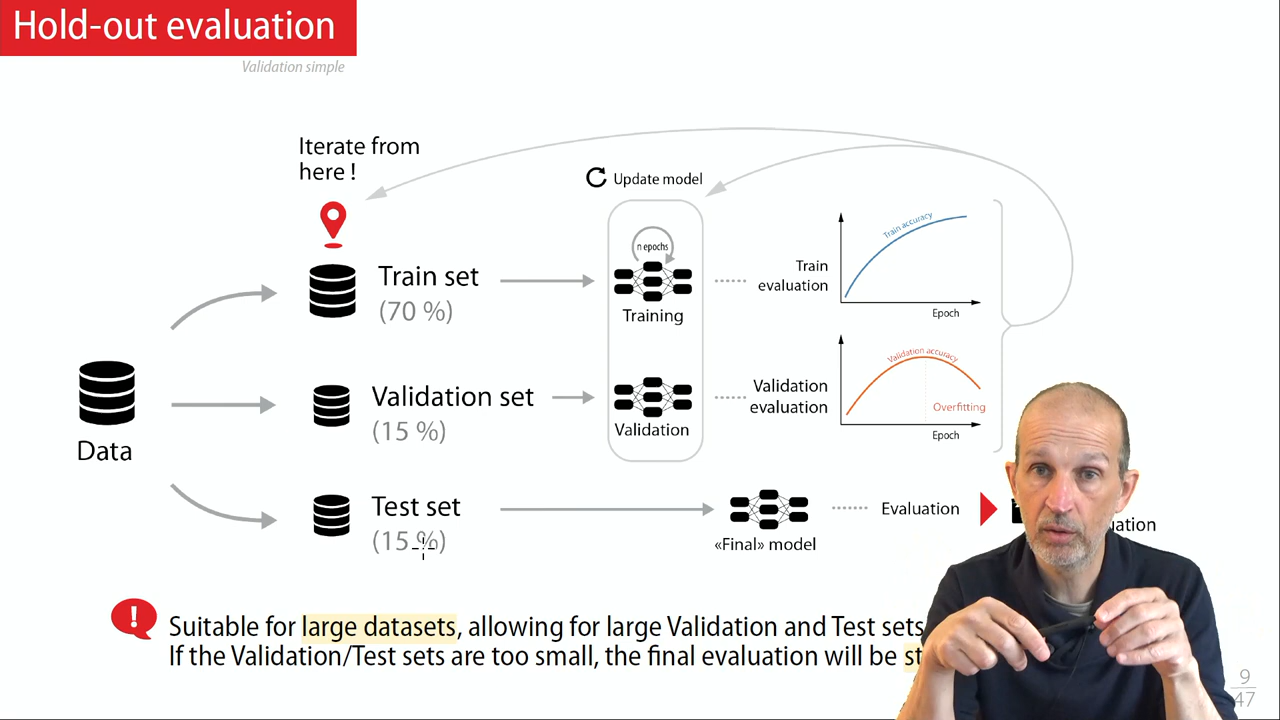 Hold-out evaluation
Validation simple
Iterate from
here !
Update model
n epochs
Train set
(70 %)
Training
Train
evaluation
Train accuracy
Epoch
Data
Validation set
(15 %)
Validation
Validation
evaluation
Validation accuracy
Overfitting
Epoch
Test set
(15 %)
«Final» model
Evaluation
Suitable for large datasets, allowing for large Validation and Test sets
If the Validation/Test sets are too small, the final evaluation will be
9
47